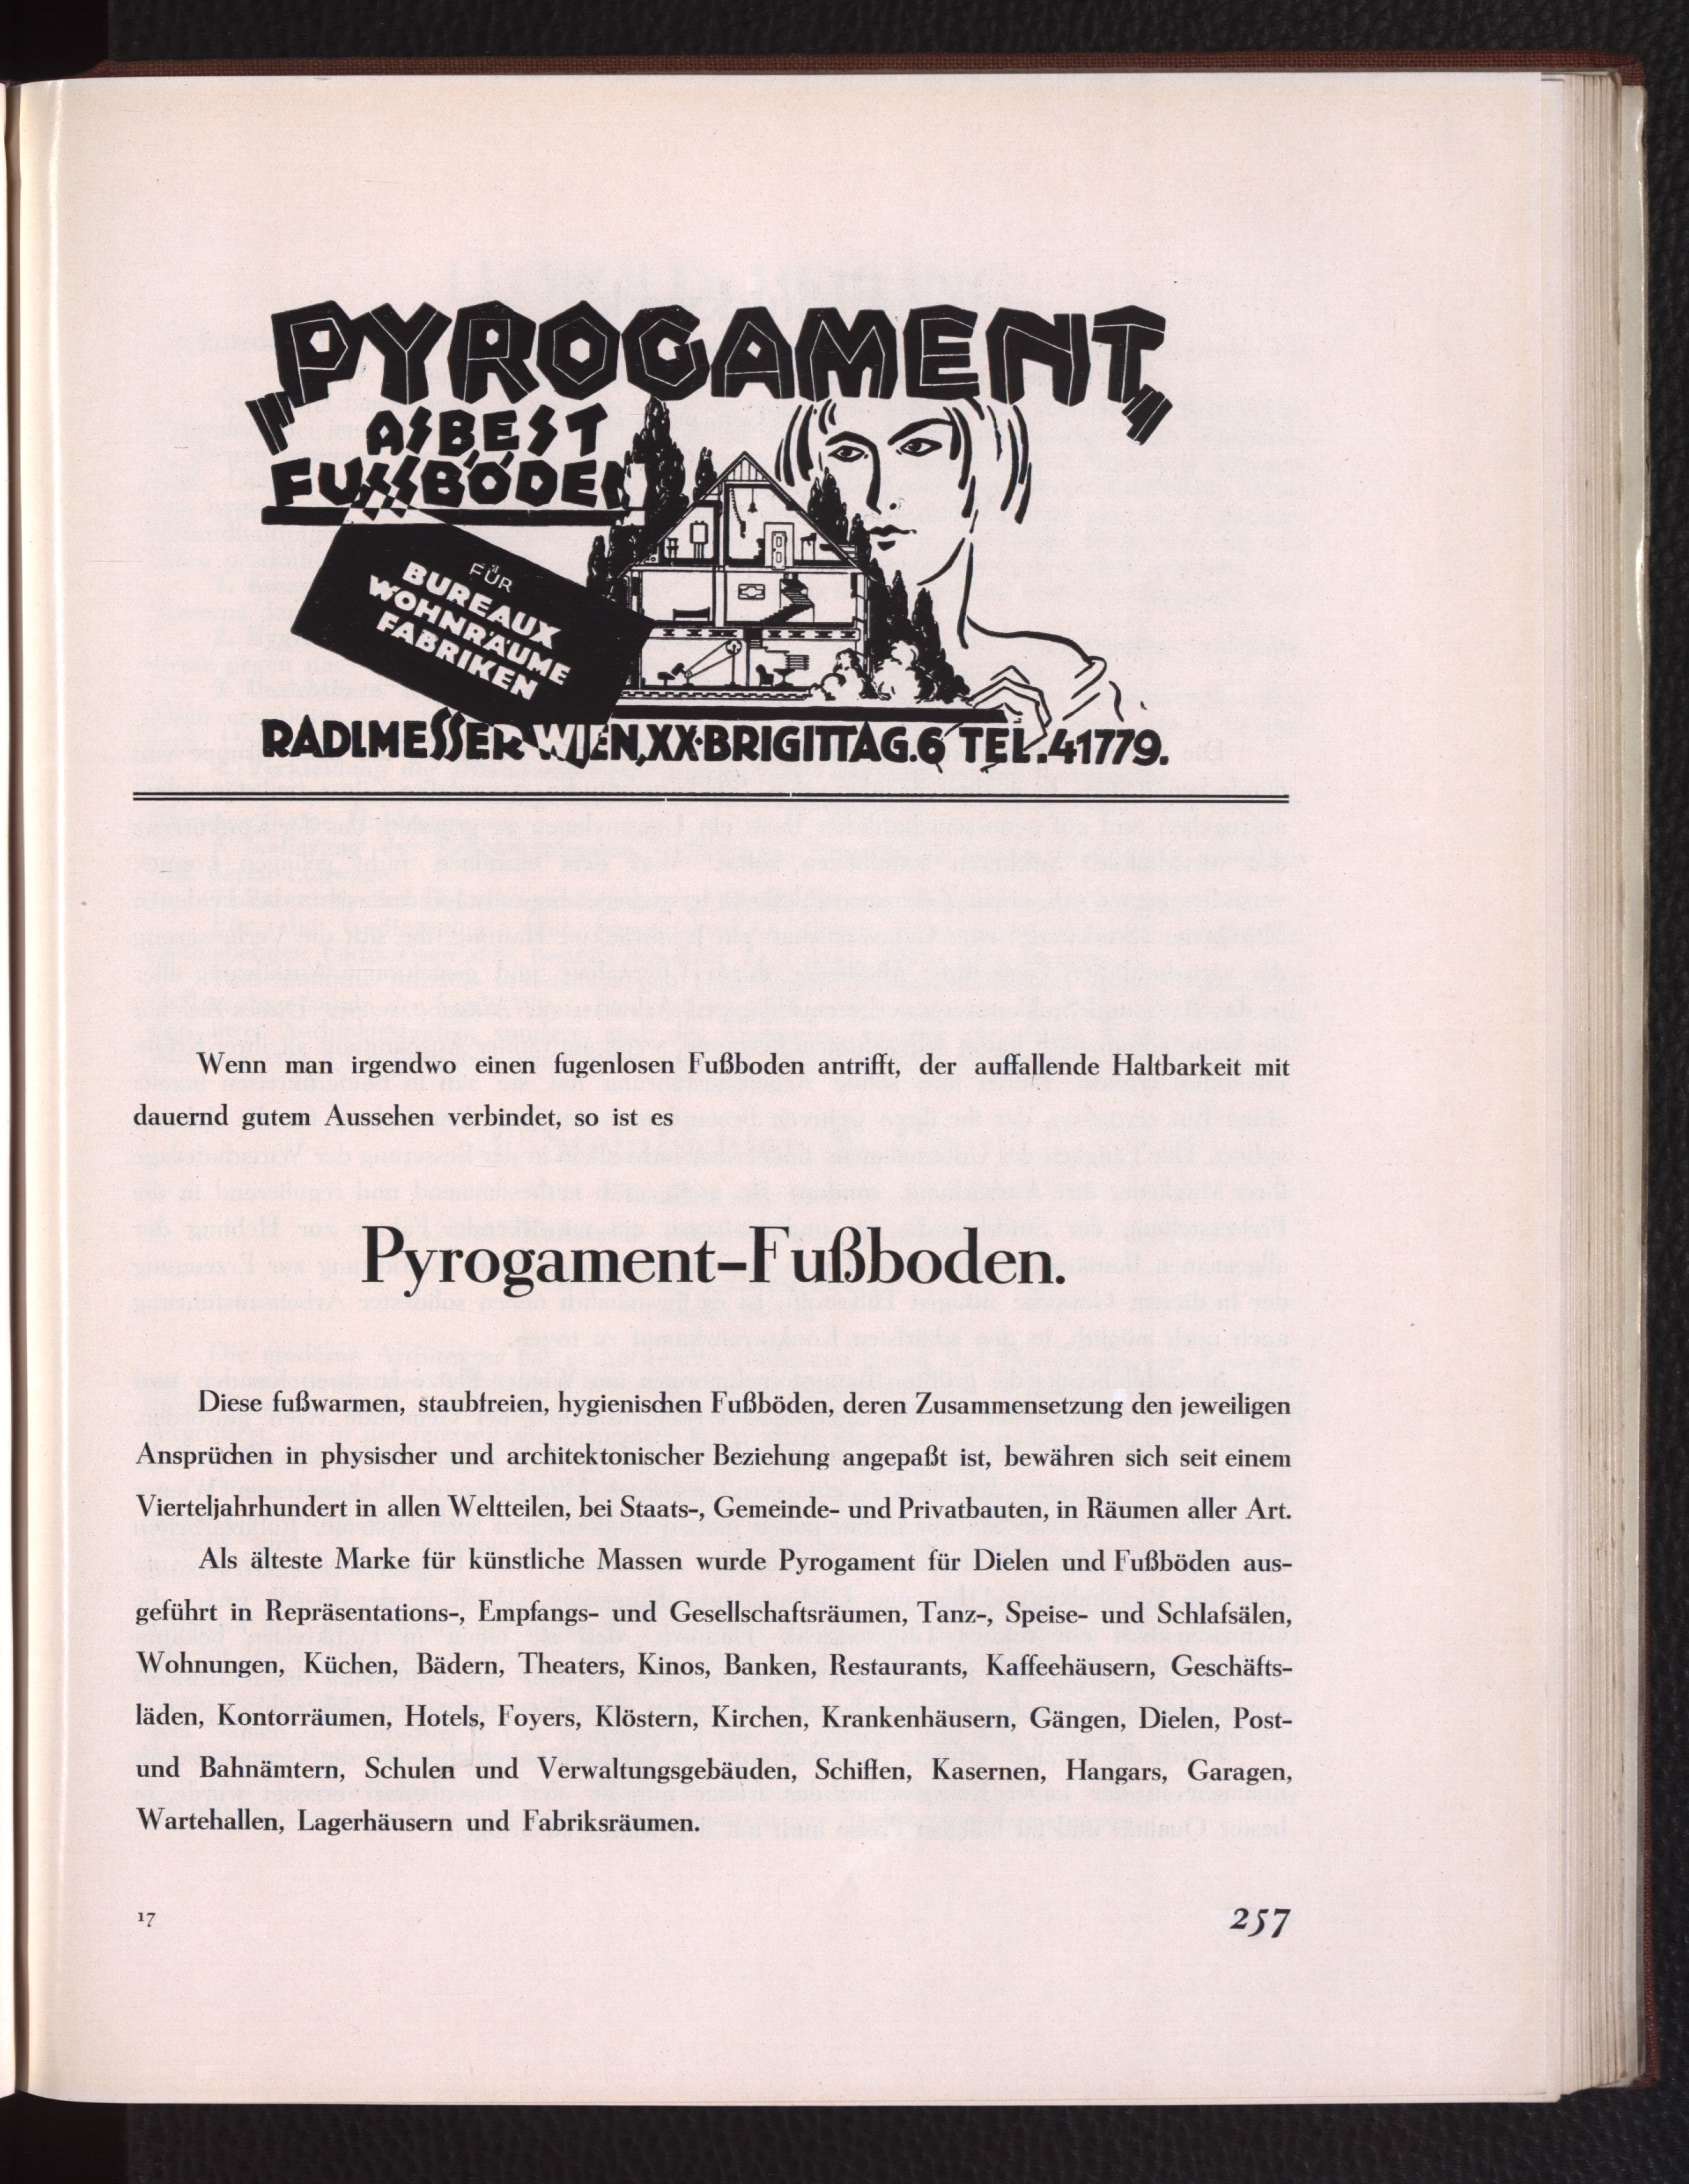 „PYROGAMENT"
ASBEST
FUSSBÖDEN
FÜR
BUREAUX
WOHNRÄUME
FABRIKEN
RADLMESSER WIEN, XX·BRIGITTAG.6 TEL.41779.
Wenn man irgendwo einen fugenlosen Fußboden antrifft, der auffallende Haltbarkeit mit
dauernd gutem Aussehen verbindet, so ist es
Pyrogament-Fußboden.
Diese fußwarmen, staubfreien, hygienischen Fußböden, deren Zusammensetzung den jeweiligen
Ansprüchen in physischer und architektonischer Beziehung angepaßt ist, bewähren sich seit einem
Vierteljahrhundert in allen Weltteilen, bei Staats-, Gemeinde- und Privatbauten, in Räumen aller Art.
Als älteste Marke für künstliche Massen wurde Pyrogament für Dielen und Fußböden aus-
geführt in Repräsentations-, Empfangs- und Gesellschaftsräumen, Tanz-, Speise- und Schlafsälen,
Wohnungen, Küchen, Bädern, Theaters, Kinos, Banken, Restaurants, Kaffeehäusern, Geschäfts-
läden, Kontorräumen, Hotels, Foyers, Klöstern, Kirchen, Krankenhäusern, Gängen, Dielen, Post-
und Bahnämtern, Schulen und Verwaltungsgebäuden, Schiffen, Kasernen, Hangars, Garagen,
Wartehallen, Lagerhäusern und Fabriksräumen.
17
257